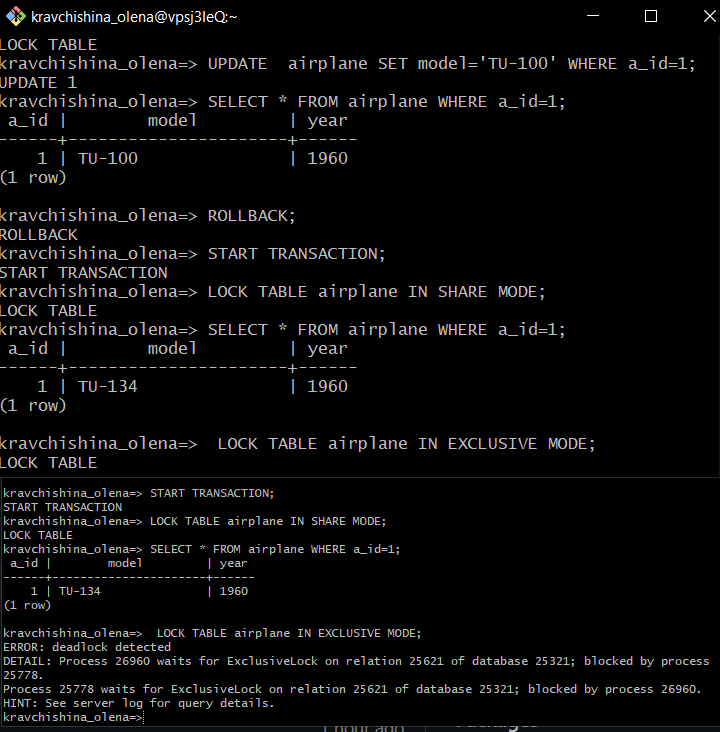 kravchishina_olena@vpsj3leQ:~
LOCK TABLE
kravchishina_olena=> UPDATE  airplane SET model='TU-100' WHERE a_id=1;
UPDATE 1
kravchishina_olena=> SELECT * FROM airplane WHERE a_id=1;
 a_id |        model         | year
------+----------------------+------
    1 | TU-100               | 1960
(1 row)
kravchishina_olena=> ROLLBACK;
ROLLBACK
kravchishina_olena=> START TRANSACTION;
START TRANSACTION
kravchishina_olena=> LOCK TABLE airplane IN SHARE MODE;
LOCK TABLE
kravchishina_olena=> SELECT * FROM airplane WHERE a_id=1;
 a_id |        model         | year
------+----------------------+------
    1 | TU-134               | 1960
(1 row)
kravchishina_olena=>  LOCK TABLE airplane IN EXCLUSIVE MODE;
LOCK TABLE
kravchishina_olena=> START TRANSACTION;
START TRANSACTION
kravchishina_olena=> LOCK TABLE airplane IN SHARE MODE;
LOCK TABLE
kravchishina_olena=> SELECT * FROM airplane WHERE a_id=1;
 a_id |        model         | year
------+----------------------+------
    1 | TU-134               | 1960
(1 row)
kravchishina_olena=>  LOCK TABLE airplane IN EXCLUSIVE MODE;
ERROR: deadlock detected
DETAIL: Process 26960 waits for ExclusiveLock on relation 25621 of database 25321; blocked by process
25778.
Process 25778 waits for ExclusiveLock on relation 25621 of database 25321; blocked by process 26960.
HINT: See server log for query details.
kravchishina_olena=>
1 hour ago